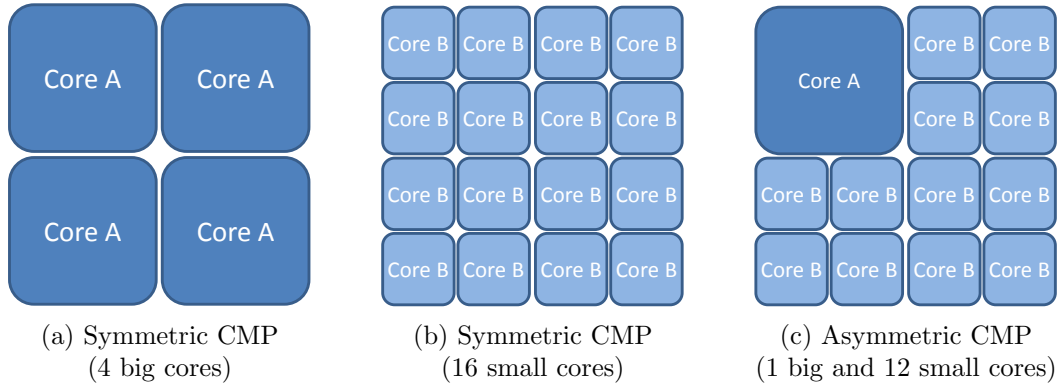 Core A Core A
Core A Core A
(a) Symmetric CMP
(4 big cores)
Core B Core B Core B Core B
Core B Core B Core B Core B
Core B Core B Core B Core B
Core B Core B Core B Core B
(b) Symmetric CMP
(16 small cores)
Core A Core B Core B
Core B Core B
Core B Core B Core B Core B
Core B Core B Core B Core B
(c) Asymmetric CMP
(1 big and 12 small cores)